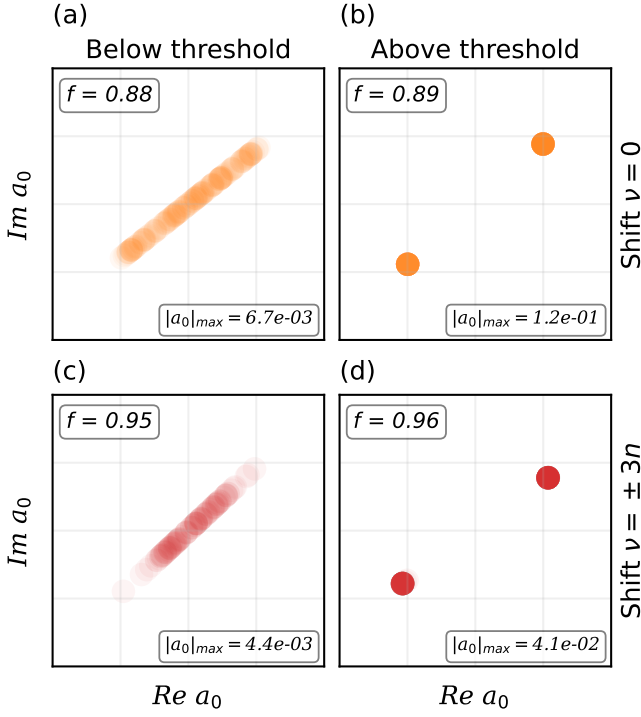 (a)
(b)
Below threshold
Above threshold
f = 0.88
f = 0.89
Im a₀
Shift ν = 0
|a₀|ₘₐₓ = 6.7e-03
|a₀|ₘₐₓ = 1.2e-01
(c)
(d)
f = 0.95
f = 0.96
Im a₀
Shift ν = ±3n
|a₀|ₘₐₓ = 4.4e-03
|a₀|ₘₐₓ = 4.1e-02
Re a₀
Re a₀